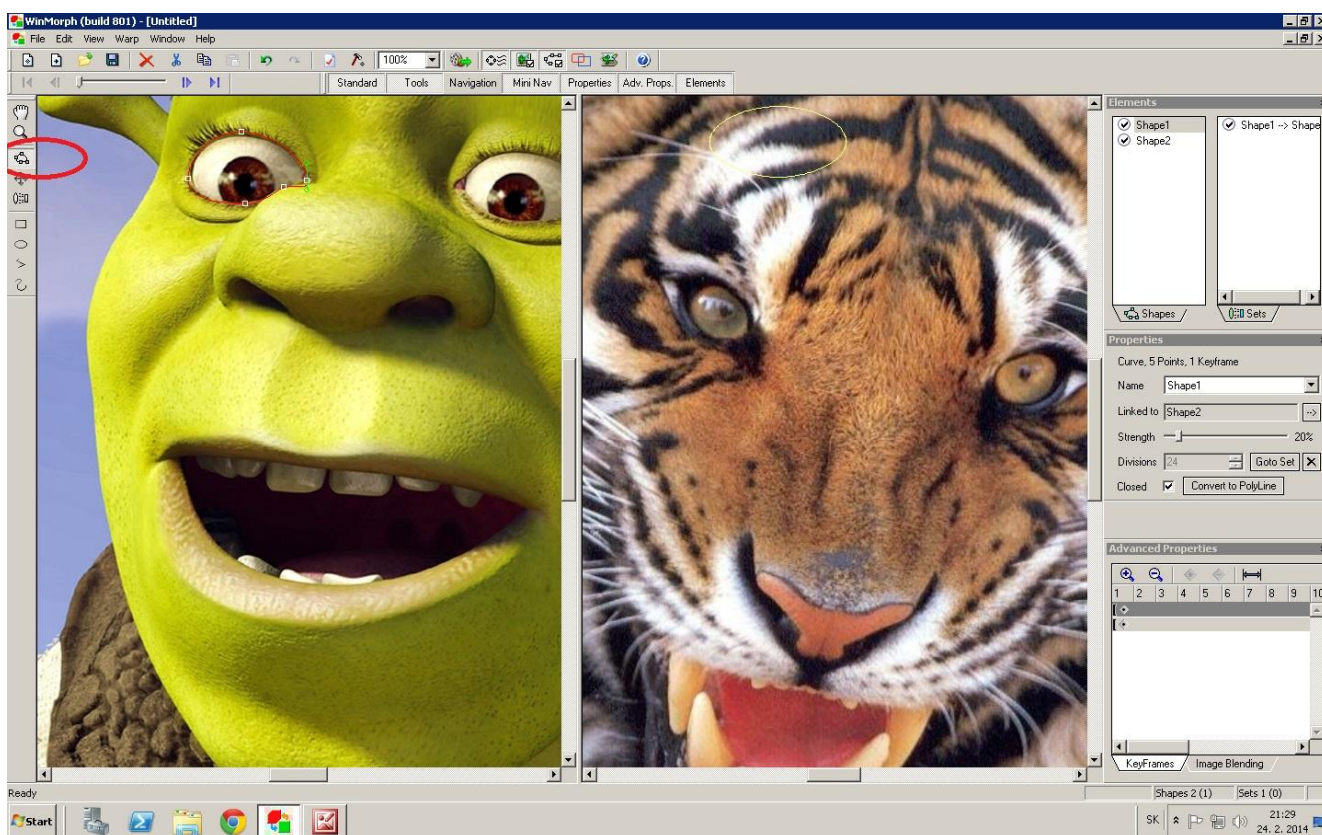 WinMorph (build 801) - [Untitled]
File Edit View Warp Window Help
100%
Standard Tools Navigation Mini Nav Properties Adv. Props. Elements
Elements
Shape1
Shape2
Shape1 --> Shape
Shapes
Sets
Properties
Curve, 5 Points, 1 Keyframe
Name Shape1
Linked to Shape2 -->
Strength 20%
Divisions 24 Goto Set
Closed Convert to PolyLine
Advanced Properties
1 2 3 4 5 6 7 8 9 10
KeyFrames Image Blending
Ready Shapes 2 (1) Sets 1 (0)
Start SK 21:29
24. 2. 2014